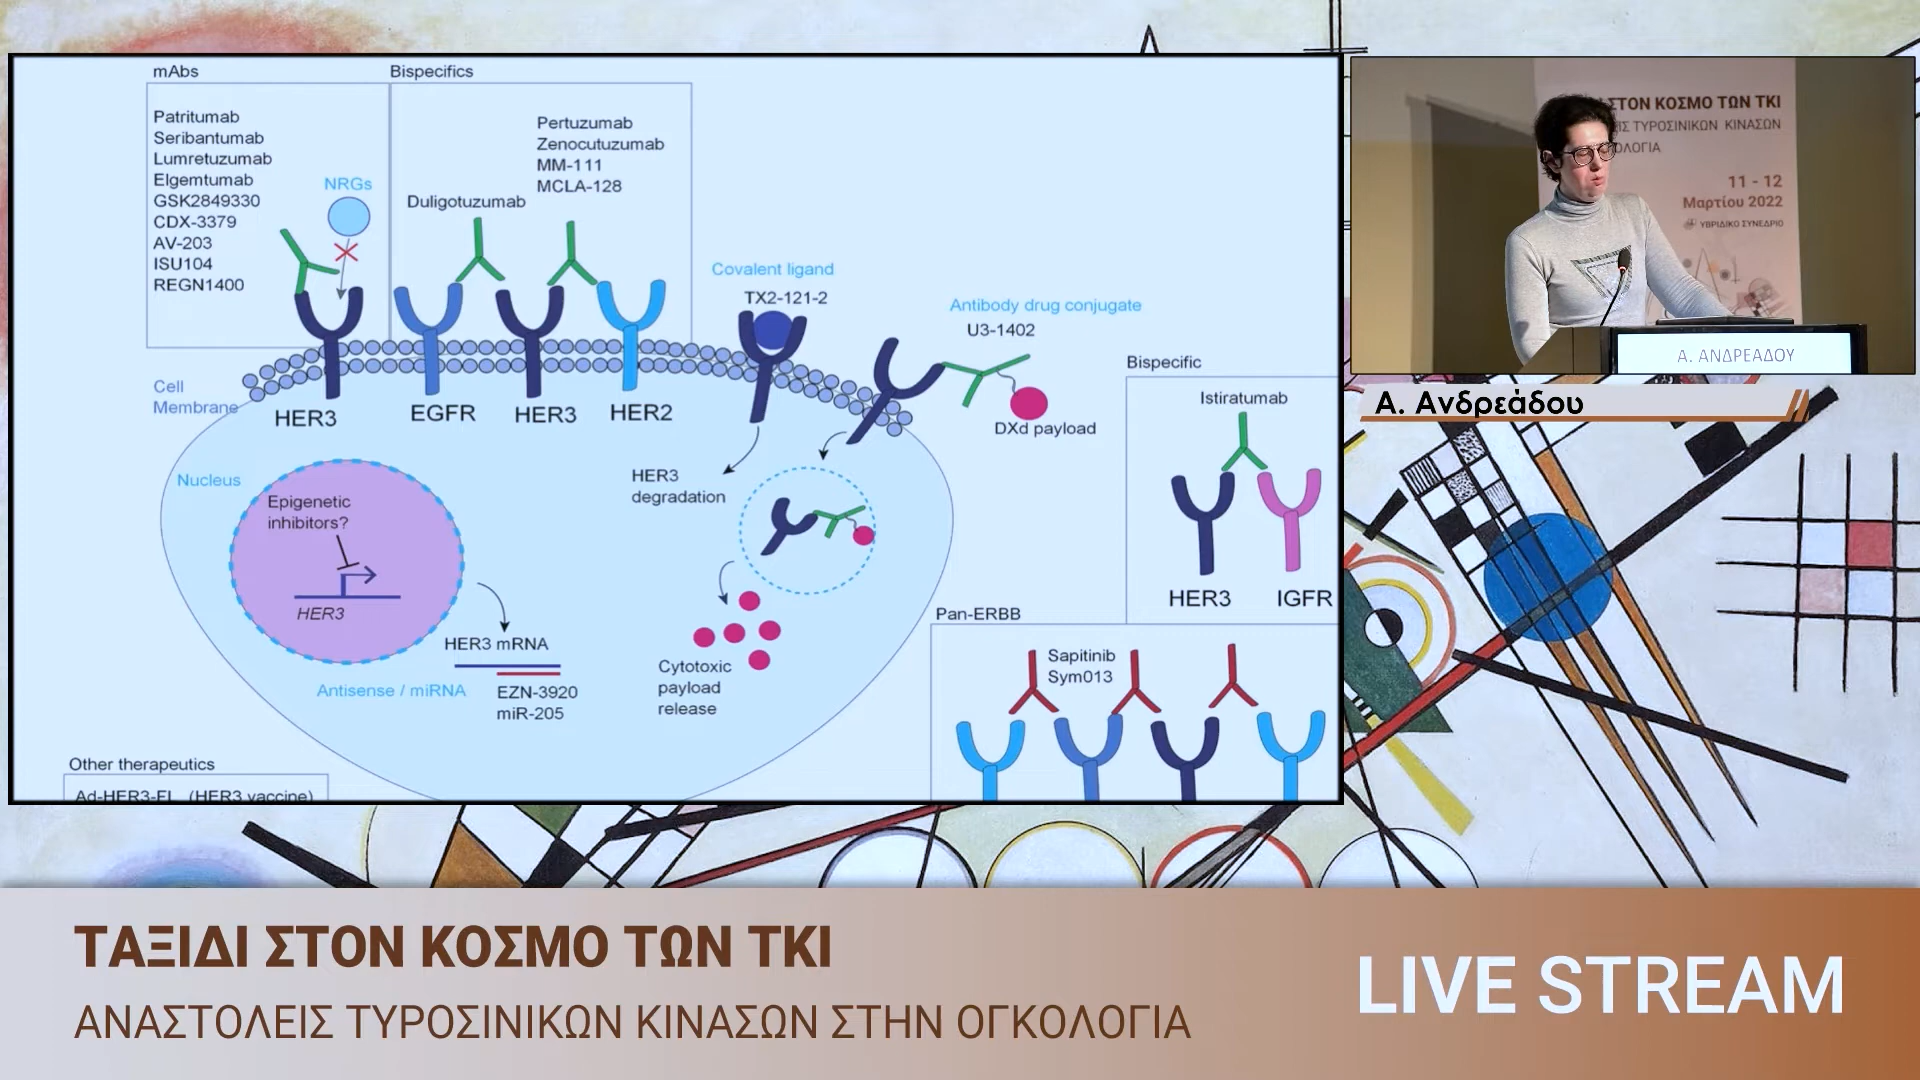 mAbs
Patritumab
Seribantumab
Lumretuzumab
Elgemtumab
GSK2849330
CDX-3379
AV-203
ISU104
REGN1400
NRGs
Bispecifics
Duligotuzumab
Pertuzumab
Zenocutuzumab
MM-111
MCLA-128
Covalent ligand
TX2-121-2
Antibody drug conjugate
U3-1402
DXd payload
Cell
Membrane
HER3
EGFR
HER3
HER2
Bispecific
Istiratumab
HER3
IGFR
Nucleus
Epigenetic
inhibitors?
HER3
HER3 mRNA
Antisense / miRNA
EZN-3920
miR-205
HER3
degradation
Cytotoxic
payload
release
Pan-ERBB
Sapitinib
Sym013
Other therapeutics
Ad-HER3-FL (HER3 vaccine)
ΣΤΟΝ ΚΟΣΜΟ ΤΩΝ ΤΚΙ
ΤΥΡΟΣΙΝΙΚΩΝ ΚΙΝΑΣΩΝ
11 - 12
Μαρτίου 2022
ΥΒΡΙΔΙΚΟ ΣΥΝΕΔΡΙΟ
Α. ΑΝΔΡΕΑΔΟΥ
Α. Ανδρεάδου
ΤΑΞΙΔΙ ΣΤΟΝ ΚΟΣΜΟ ΤΩΝ ΤΚΙ
ΑΝΑΣΤΟΛΕΙΣ ΤΥΡΟΣΙΝΙΚΩΝ ΚΙΝΑΣΩΝ ΣΤΗΝ ΟΓΚΟΛΟΓΙΑ
LIVE STREAM